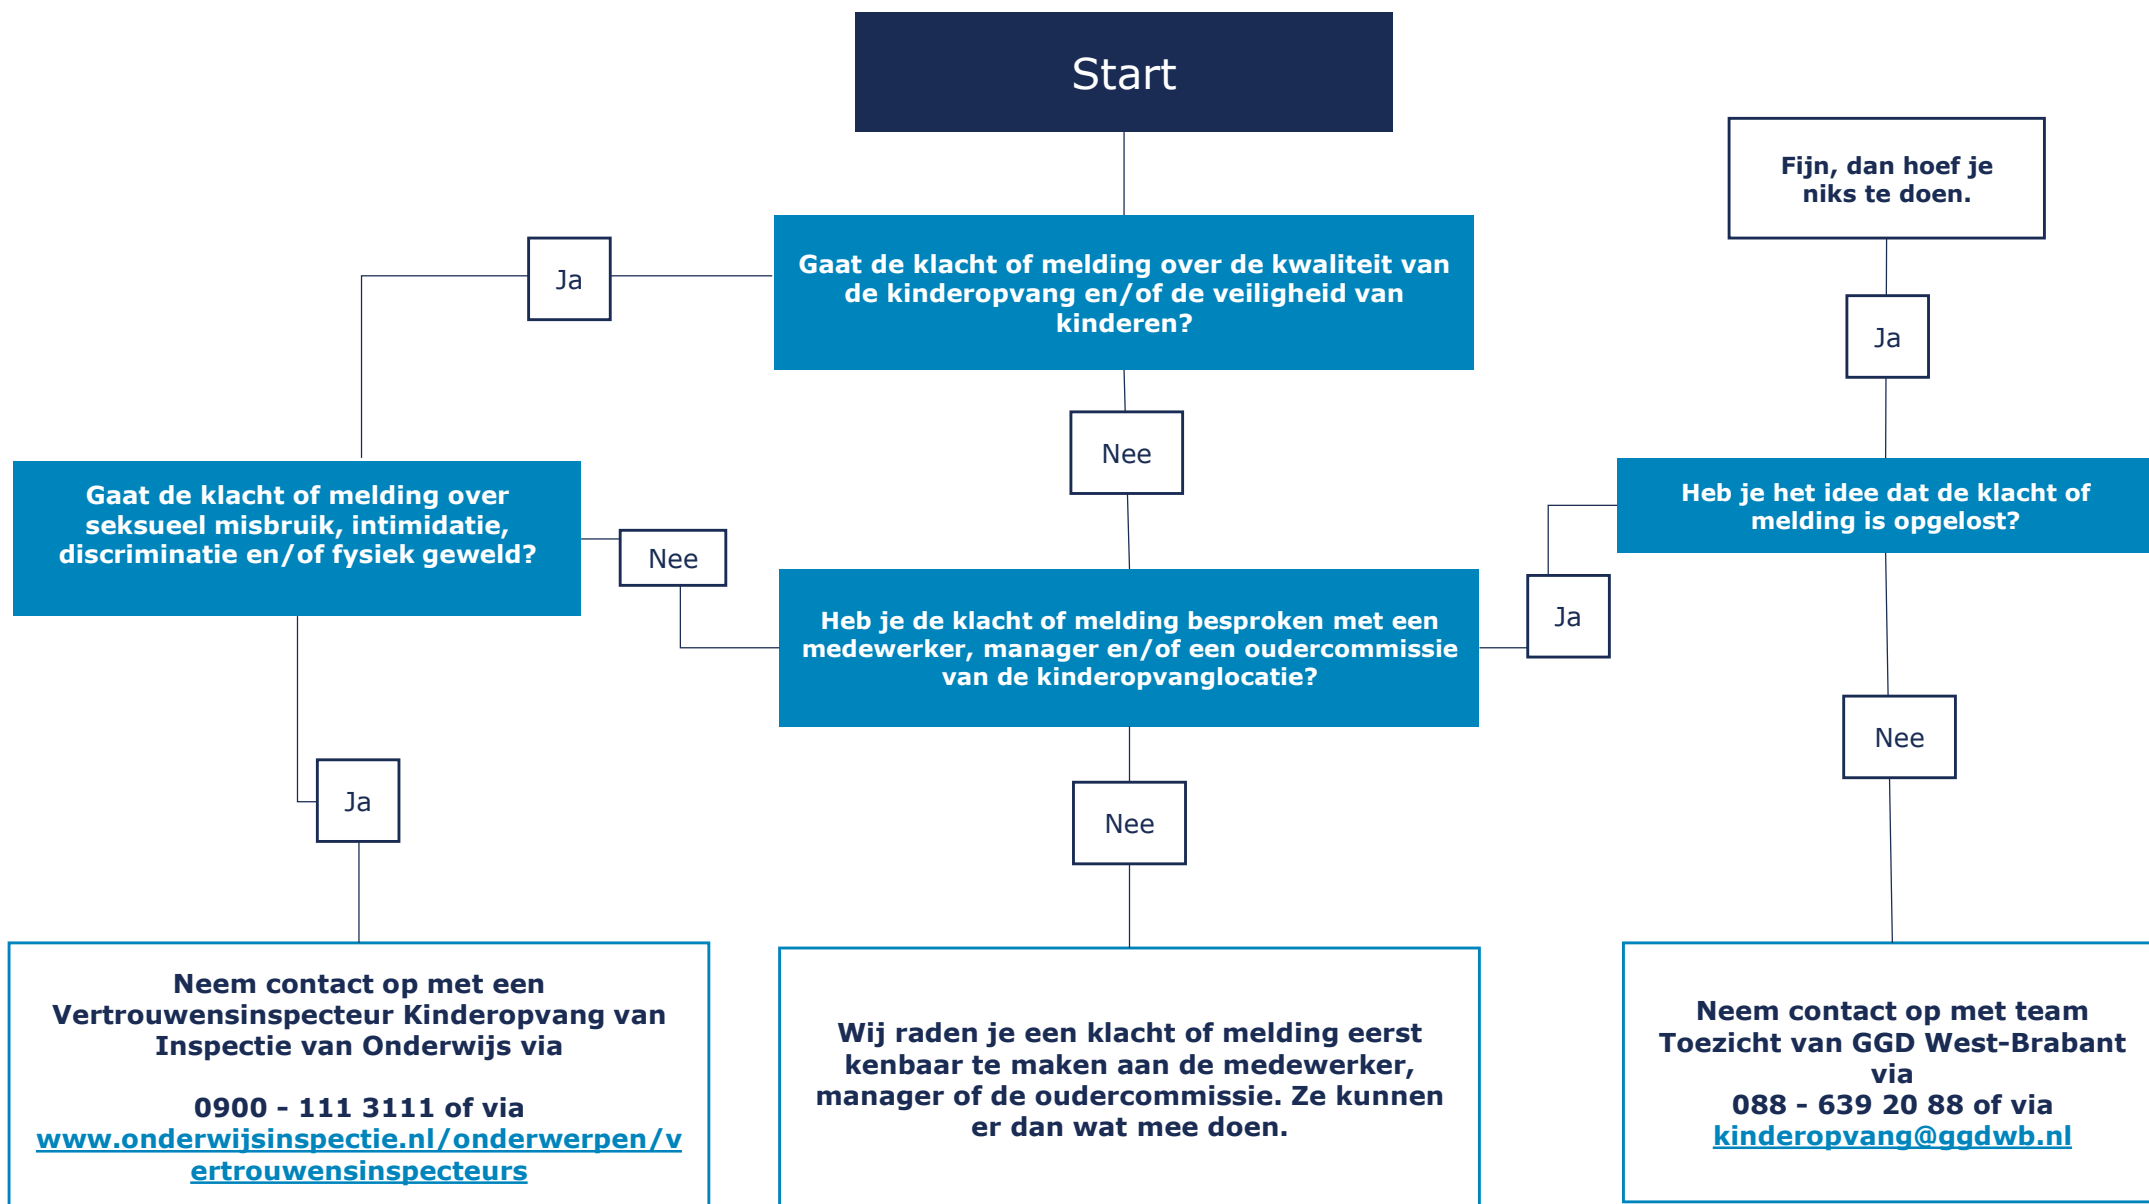 Start
Fijn, dan hoef je
niks te doen.
Ja
Gaat de klacht of melding over de kwaliteit van
de kinderopvang en/of de veiligheid van
kinderen?
Ja
Nee
Gaat de klacht of melding over
seksueel misbruik, intimidatie,
discriminatie en/of fysiek geweld?
Nee
Heb je de klacht of melding besproken met een
medewerker, manager en/of een oudercommissie
van de kinderopvanglocatie?
Ja
Heb je het idee dat de klacht of
melding is opgelost?
Ja
Nee
Nee
Neem contact op met een
Vertrouwensinspecteur Kinderopvang van
Inspectie van Onderwijs via
0900 - 111 3111 of via
www.onderwijsinspectie.nl/onderwerpen/v
ertrouwensinspecteurs
Wij raden je een klacht of melding eerst
kenbaar te maken aan de medewerker,
manager of de oudercommissie. Ze kunnen
er dan wat mee doen.
Neem contact op met team
Toezicht van GGD West-Brabant
via
088 - 639 20 88 of via
kinderopvang@ggdwb.nl